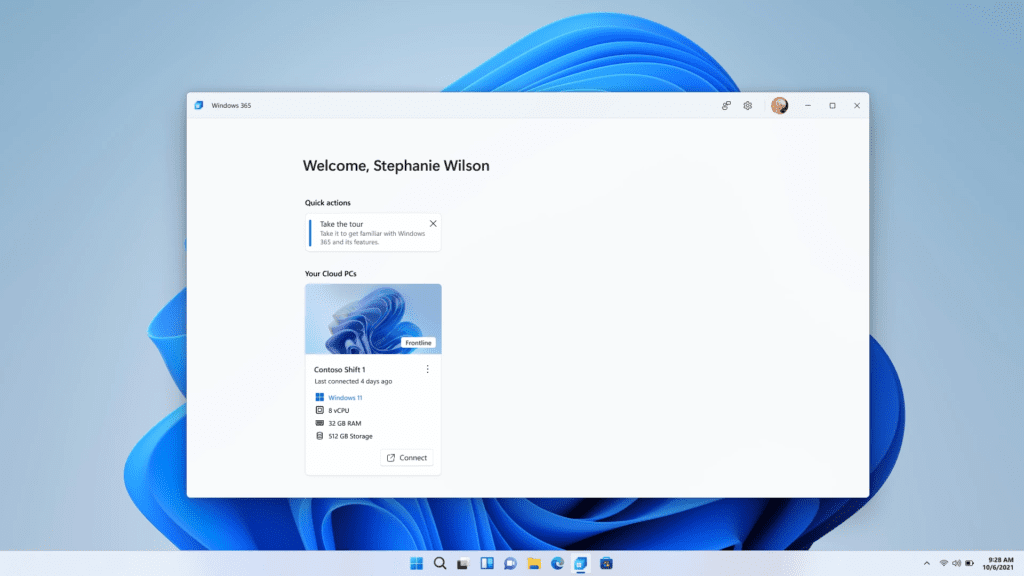 Windows 365
Welcome, Stephanie Wilson
Quick actions
Take the tour
Take it to get familiar with Windows
365 and its features.
Your Cloud PCs
Frontline
Contoso Shift 1
Last connected 4 days ago
Windows 11
8 vCPU
32 GB RAM
512 GB Storage
Connect
9:28 AM
10/6/2021